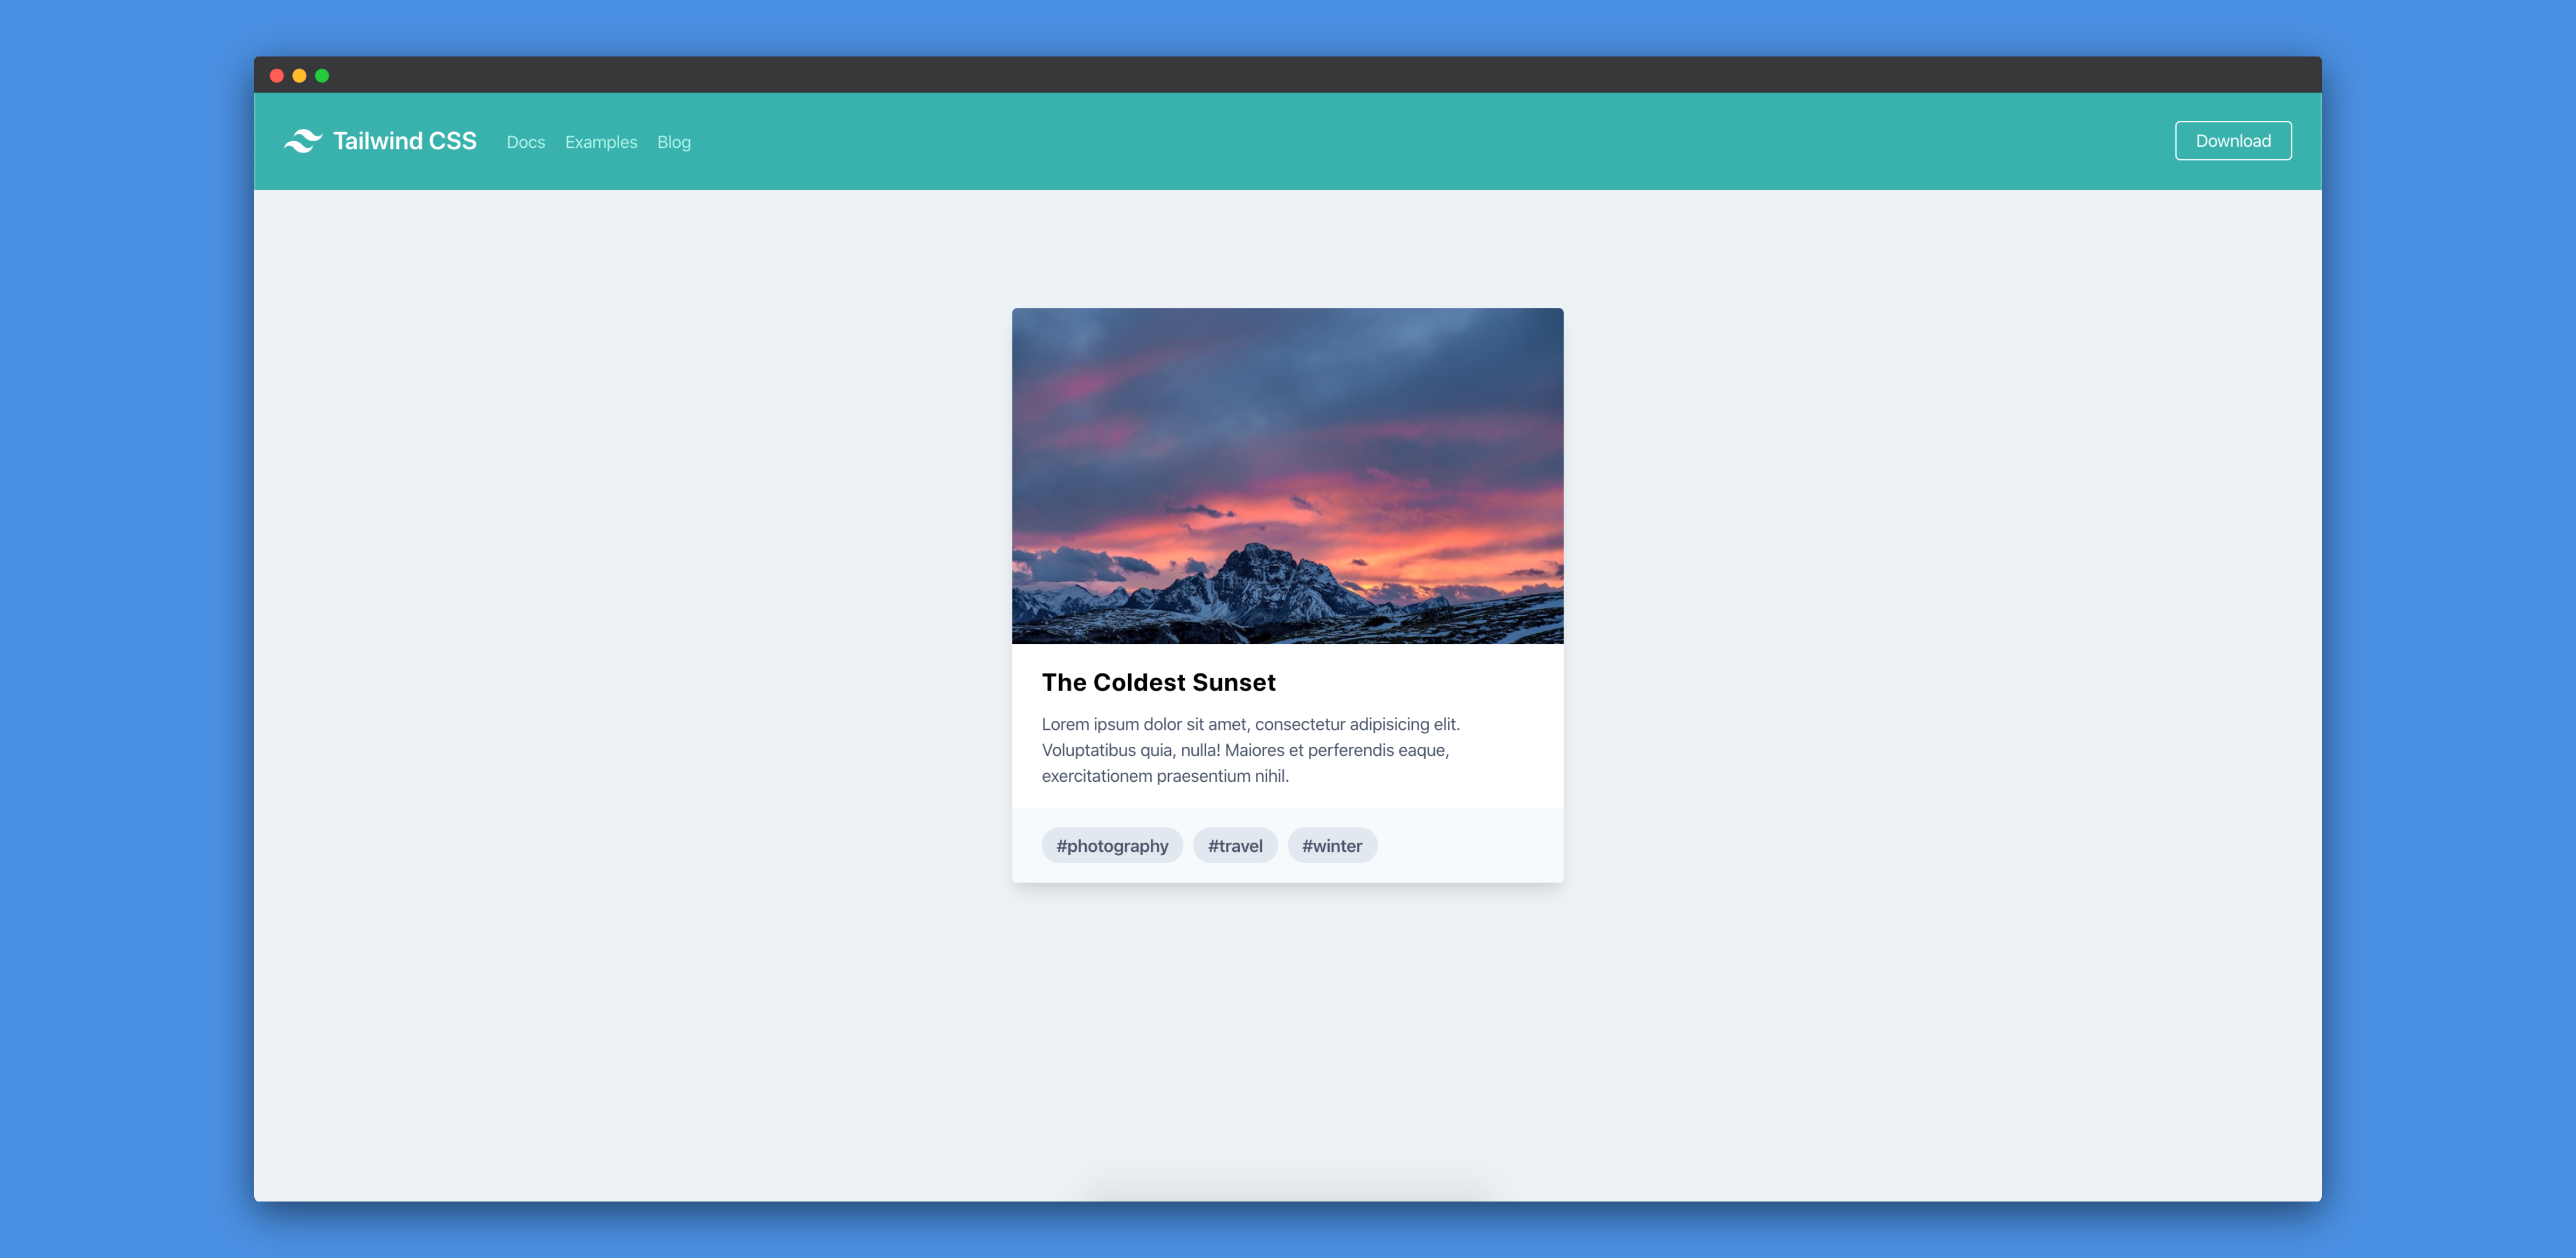 Tailwind CSS Docs Examples Blog Download
The Coldest Sunset
Lorem ipsum dolor sit amet, consectetur adipisicing elit.
Voluptatibus quia, nulla! Maiores et perferendis eaque,
exercitationem praesentium nihil.
#photography #travel #winter